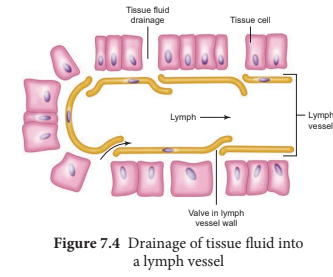 Tissue fluid
drainage
Tissue cell
Lymph
Lymph
vessel
Valve in lymph
vessel wall
Figure 7.4 Drainage of tissue fluid into
a lymph vessel